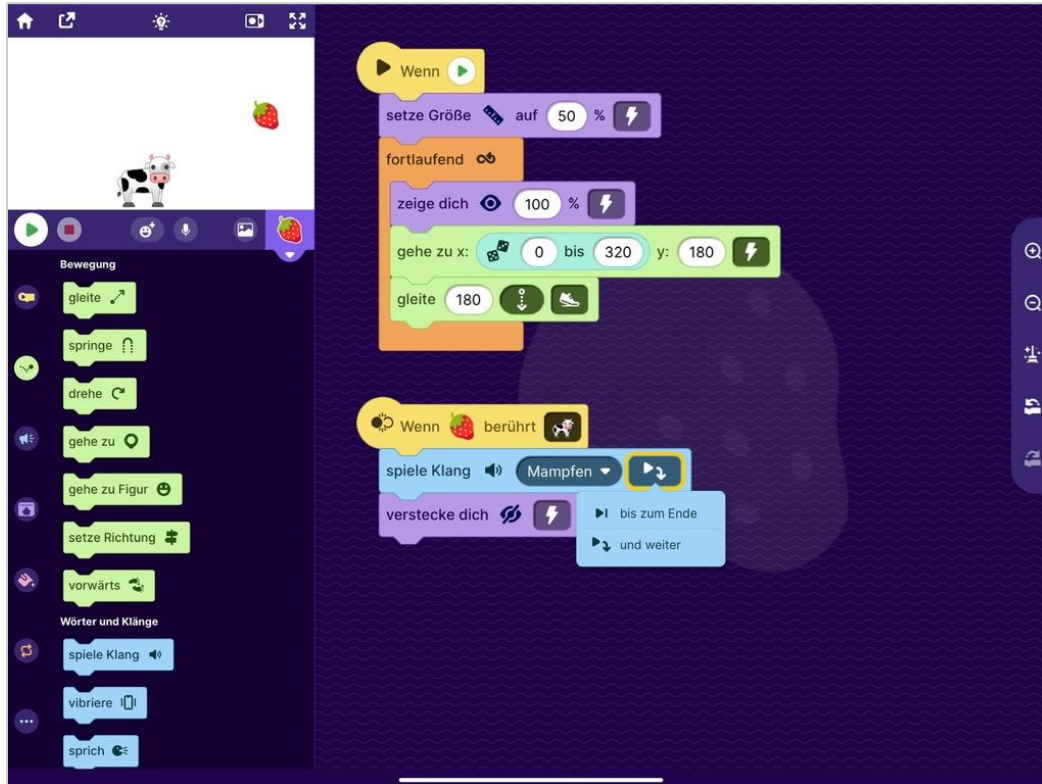 Wenn
setze Größe auf 50 %
fortlaufend
zeige dich 100 %
gehe zu x: 0 bis 320 y: 180
gleite 180
Wenn berührt
spiele Klang Mampfen
verstecke dich
bis zum Ende
und weiter
Bewegung
gleite
springe
drehe
gehe zu
gehe zu Figur
setze Richtung
vorwärts
Wörter und Klänge
spiele Klang
vibriere
sprich